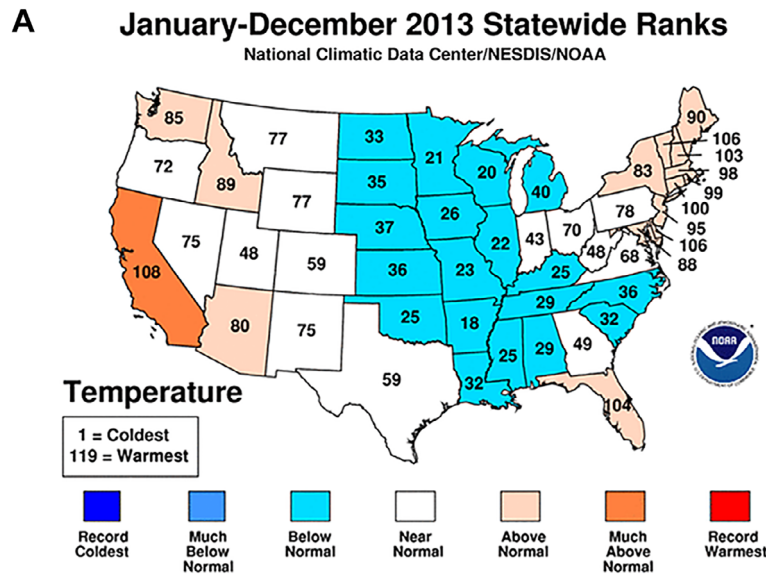 A
January-December 2013 Statewide Ranks
National Climatic Data Center/NESDIS/NOAA
85
77
33
21
20
40
90
106
103
98
99
100
95
106
88
72
89
77
35
83
37
26
22
43
70
78
48
68
108
75
48
59
36
23
25
36
80
75
25
18
29
32
59
32
25
29
49
104
NOAA
Temperature
1 = Coldest
119 = Warmest
Record
Coldest
Much
Below
Normal
Below
Normal
Near
Normal
Above
Normal
Much
Above
Normal
Record
Warmest